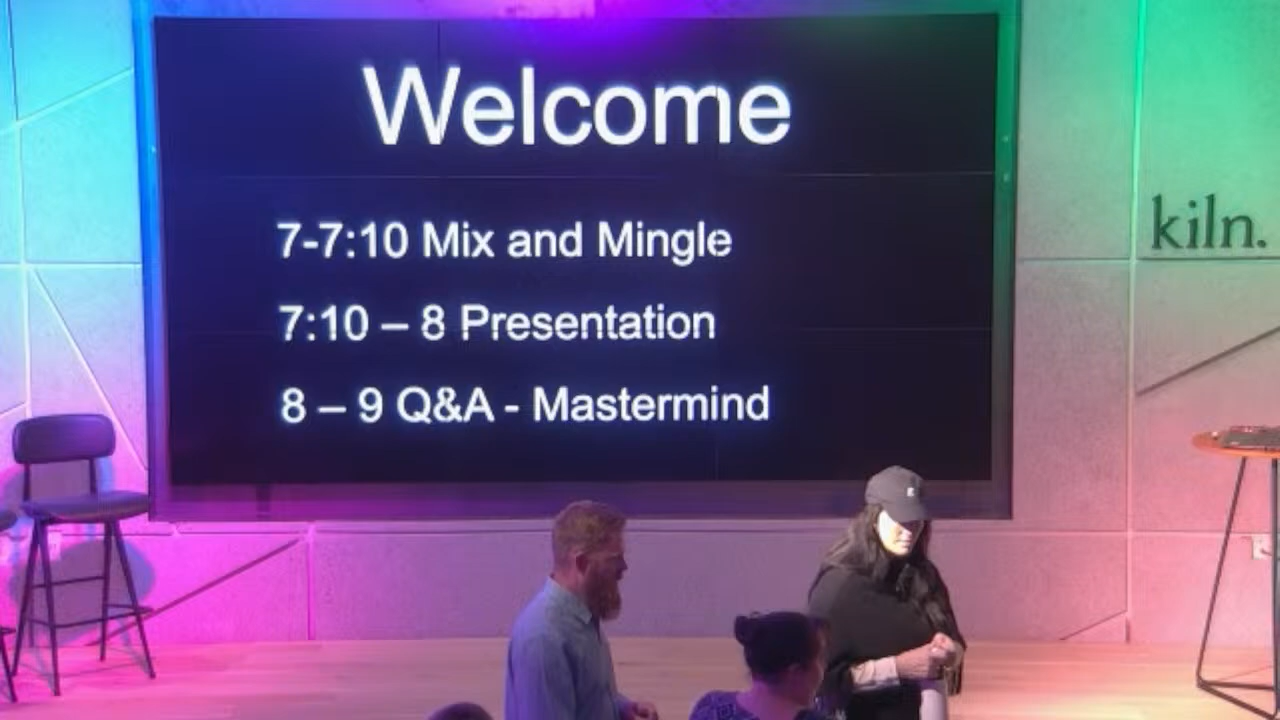 Welcome
7-7:10 Mix and Mingle
7:10 – 8 Presentation
8 – 9 Q&A - Mastermind
kiln.